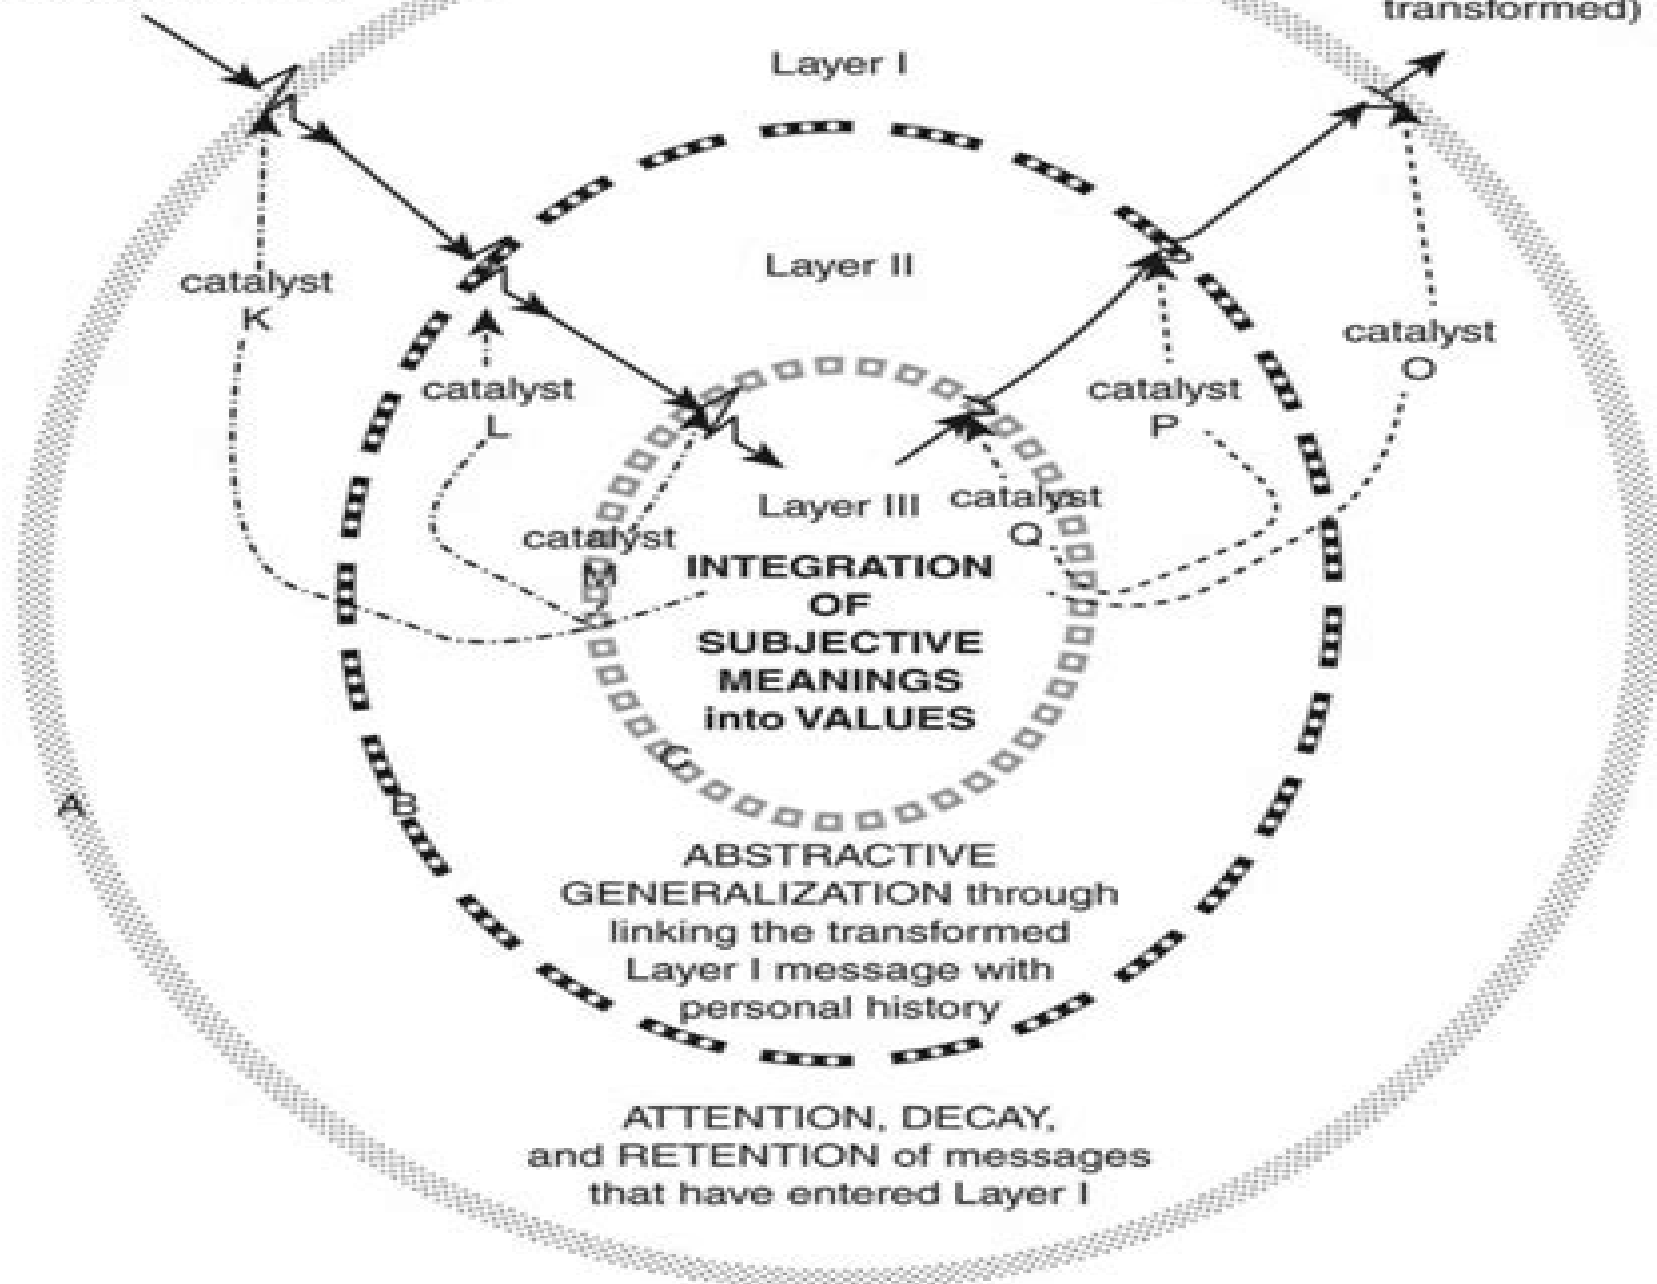 transformed)
Layer I
Layer II
catalyst
K
catalyst
O
catalyst
L
catalyst
P
Layer III
catalyst
Q
catalyst
M
INTEGRATION
OF
SUBJECTIVE
MEANINGS
into VALUES
C
A
B
ABSTRACTIVE
GENERALIZATION through
linking the transformed
Layer I message with
personal history
ATTENTION, DECAY,
and RETENTION of messages
that have entered Layer I